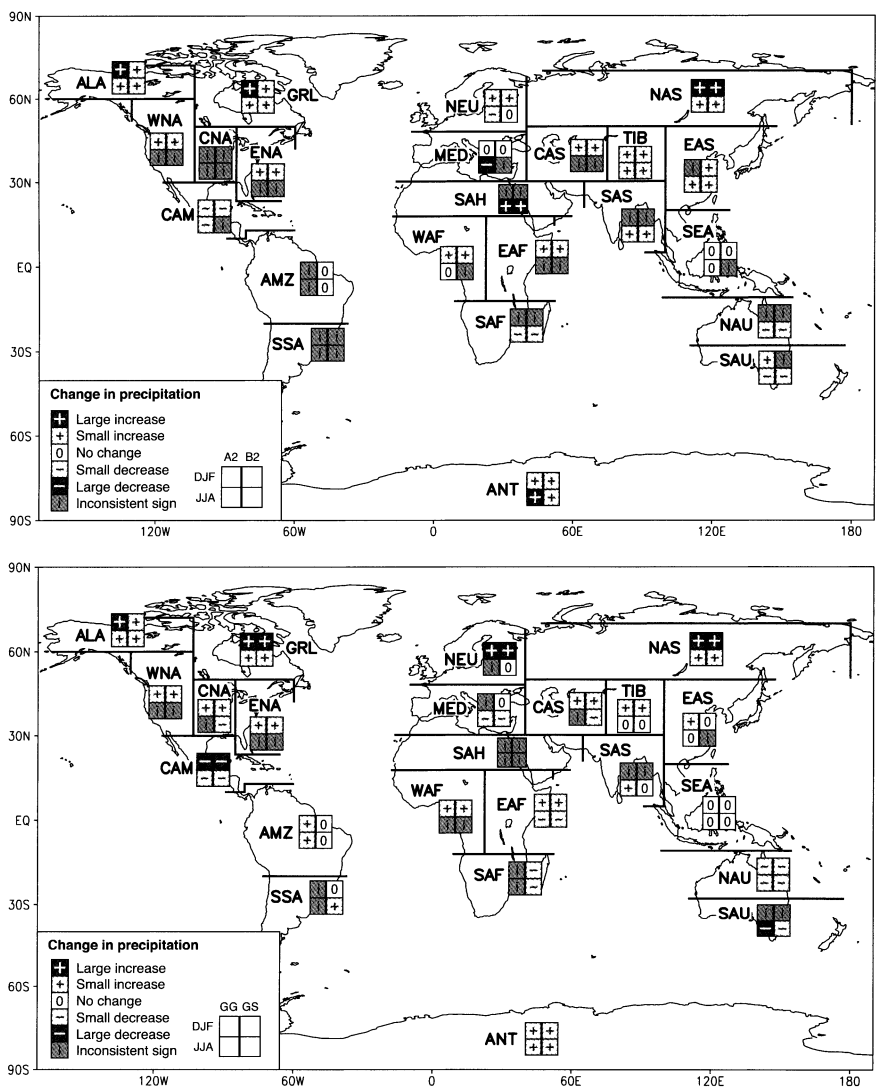 90N
ALA
GRL
NEU
NAS
60N
WNA
CNA
ENA
MED
CAS
TIB
EAS
30N
CAM
SAH
SAS
WAF
EAF
SEA
EQ
AMZ
SAF
NAU
30S
SSA
SAU
Change in precipitation
+ Large increase
+ Small increase
0 No change
− Small decrease
− Large decrease
i Inconsistent sign
A2 B2
DJF
JJA
60S
ANT
90S
120W 60W 0 60E 120E 180
90N
ALA
GRL
NEU
NAS
60N
WNA
CNA
ENA
MED
CAS
TIB
EAS
30N
CAM
SAH
SAS
WAF
EAF
SEA
EQ
AMZ
SAF
NAU
30S
SSA
SAU
Change in precipitation
+ Large increase
+ Small increase
0 No change
− Small decrease
− Large decrease
i Inconsistent sign
GG GS
DJF
JJA
60S
ANT
90S
120W 60W 0 60E 120E 180